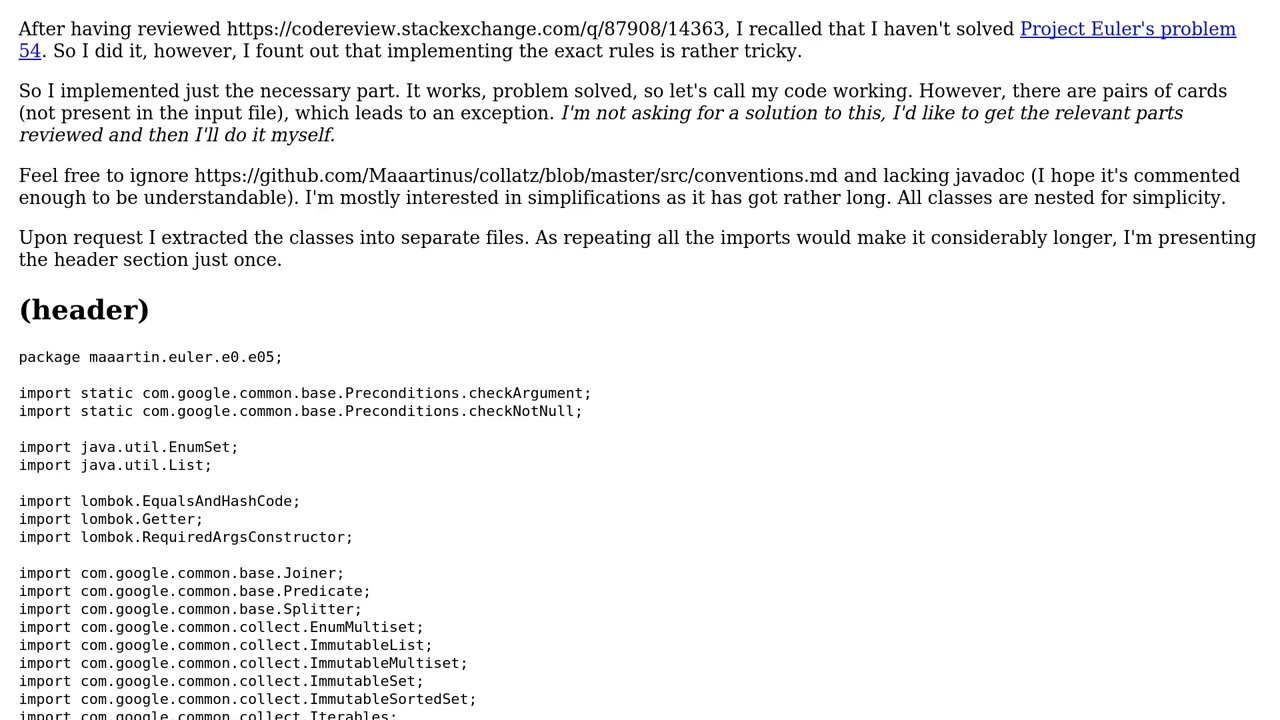 After having reviewed https://codereview.stackexchange.com/q/87908/14363, I recalled that I haven't solved Project Euler's problem
54. So I did it, however, I fount out that implementing the exact rules is rather tricky.
So I implemented just the necessary part. It works, problem solved, so let's call my code working. However, there are pairs of cards
(not present in the input file), which leads to an exception. I'm not asking for a solution to this, I'd like to get the relevant parts
reviewed and then I'll do it myself.
Feel free to ignore https://github.com/Maaartinus/collatz/blob/master/src/conventions.md and lacking javadoc (I hope it's commented
enough to be understandable). I'm mostly interested in simplifications as it has got rather long. All classes are nested for simplicity.
Upon request I extracted the classes into separate files. As repeating all the imports would make it considerably longer, I'm presenting
the header section just once.
(header)
package maaartin.euler.e0.e05;
import static com.google.common.base.Preconditions.checkArgument;
import static com.google.common.base.Preconditions.checkNotNull;
import java.util.EnumSet;
import java.util.List;
import lombok.EqualsAndHashCode;
import lombok.Getter;
import lombok.RequiredArgsConstructor;
import com.google.common.base.Joiner;
import com.google.common.base.Predicate;
import com.google.common.base.Splitter;
import com.google.common.collect.EnumMultiset;
import com.google.common.collect.ImmutableList;
import com.google.common.collect.ImmutableMultiset;
import com.google.common.collect.ImmutableSet;
import com.google.common.collect.ImmutableSortedSet;
import com.google.common.collect.Iterables;